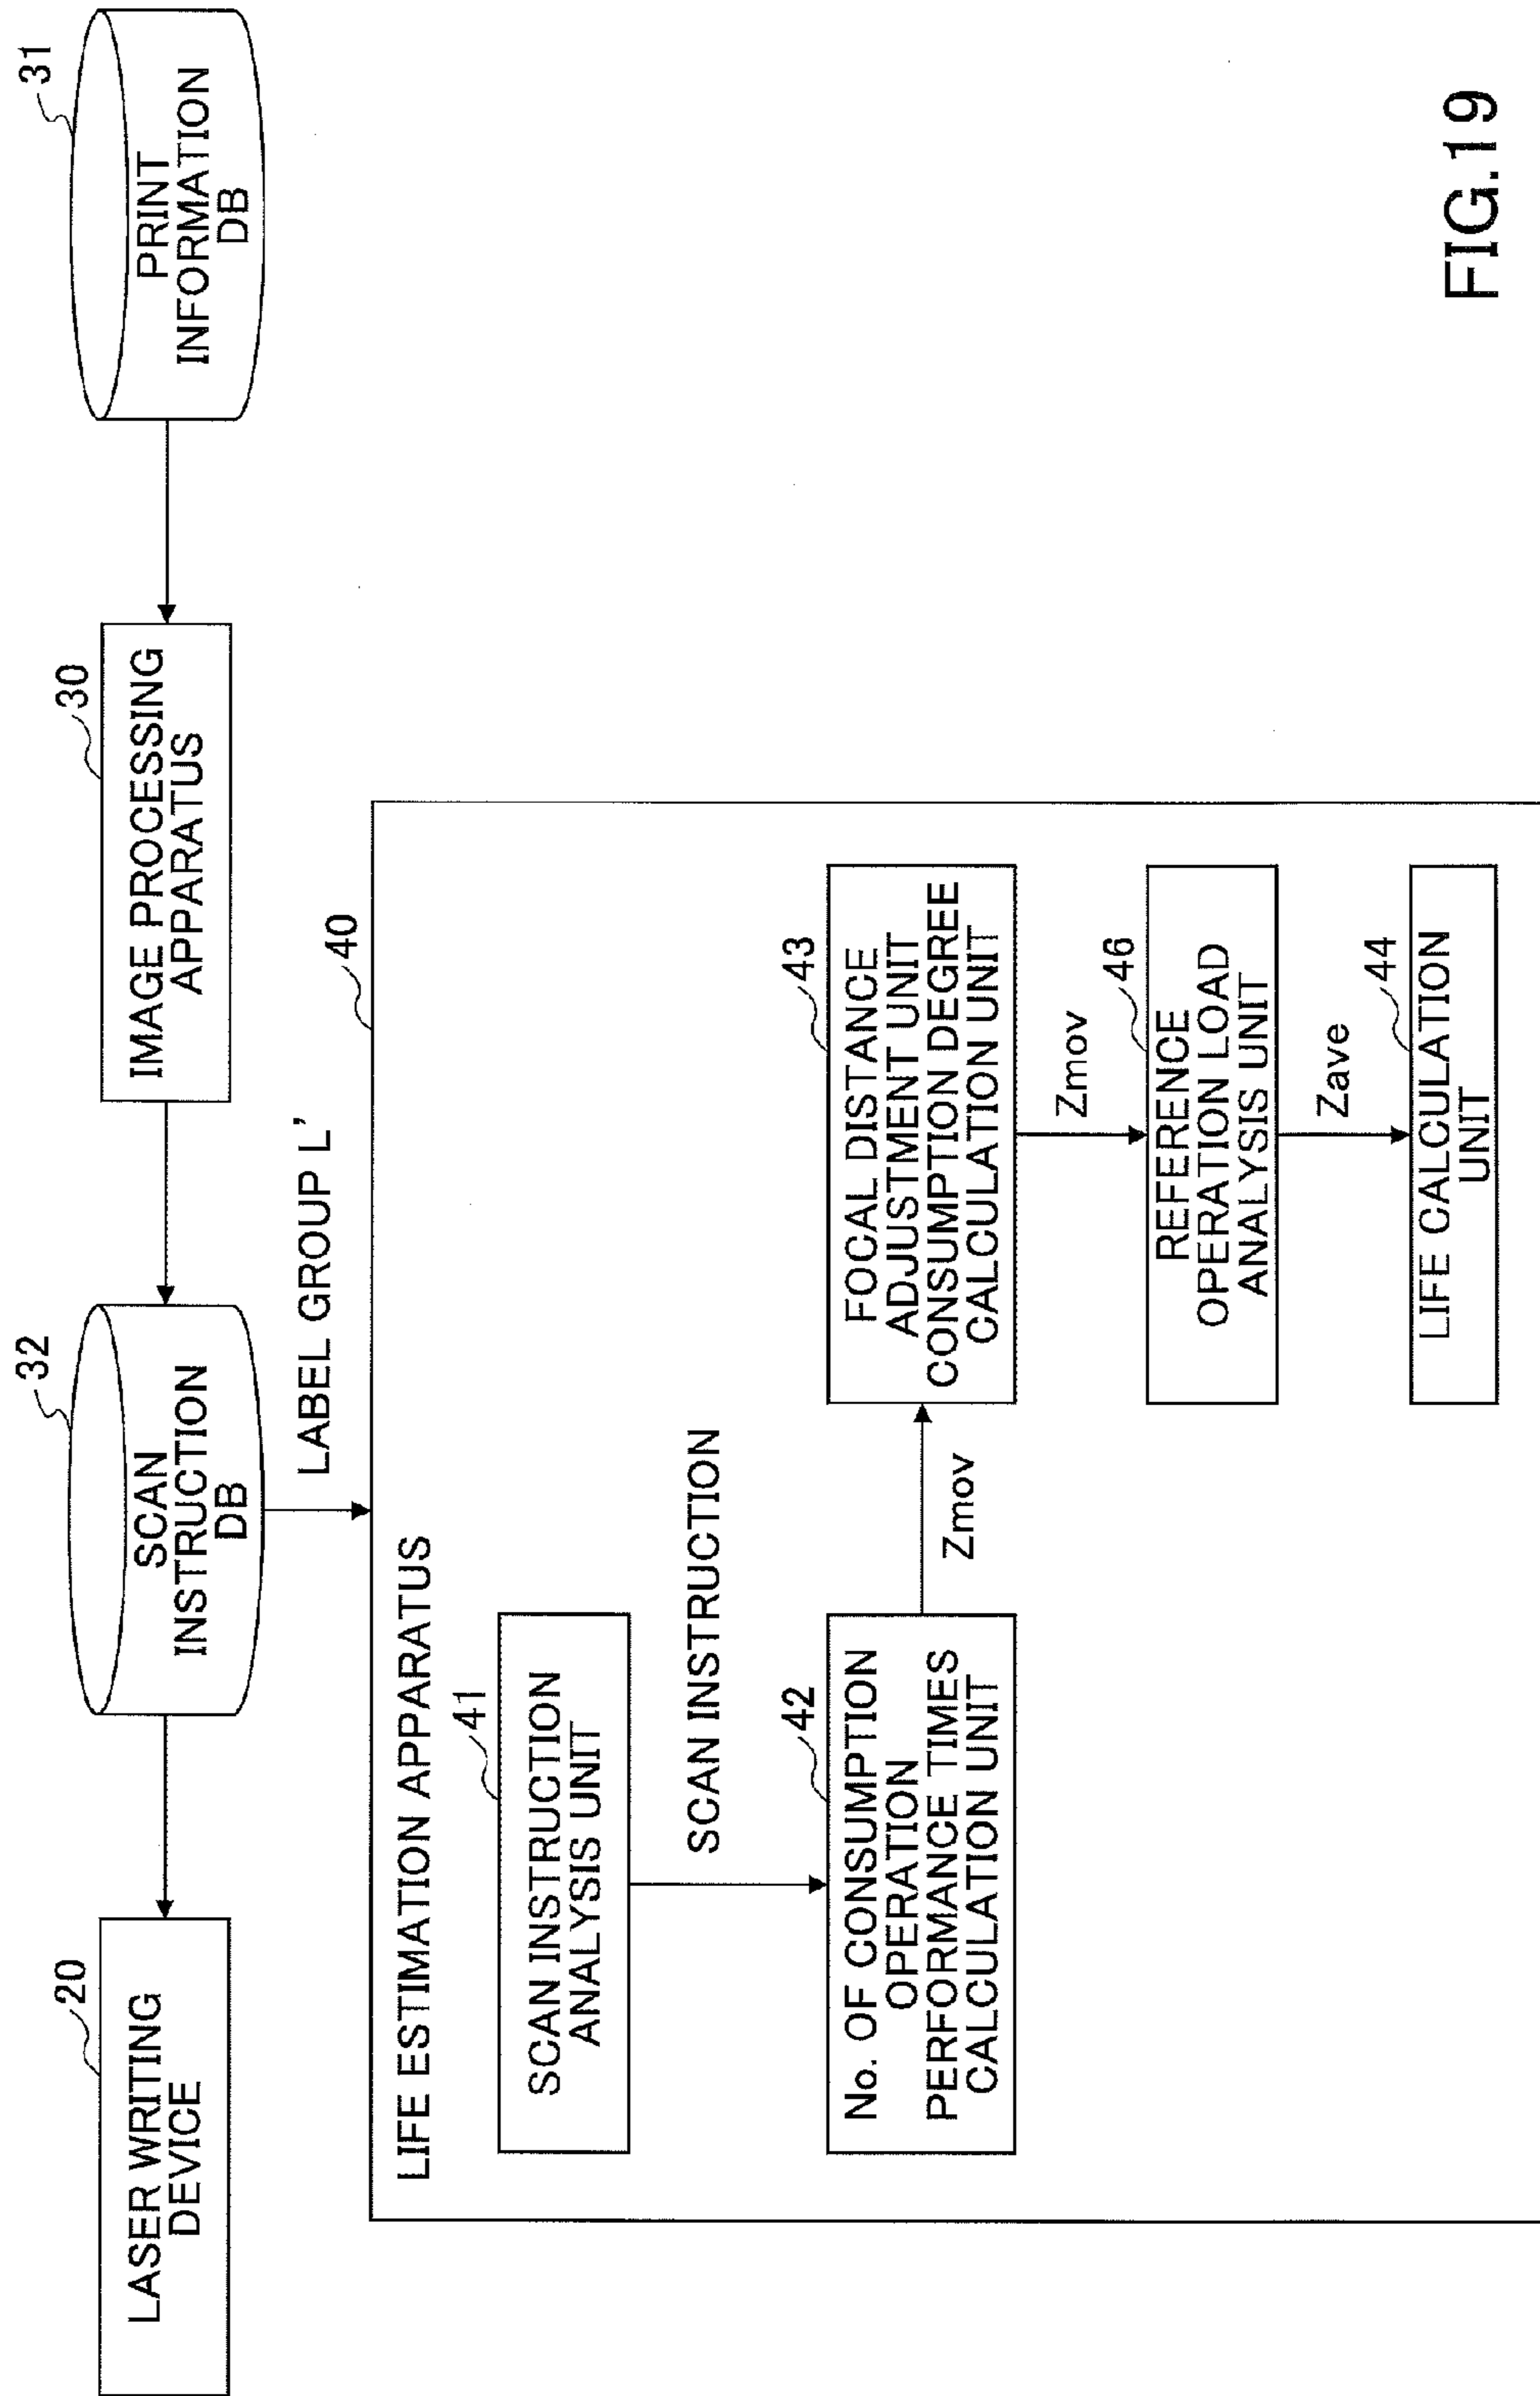 20
LASER WRITING
DEVICE
32
SCAN
INSTRUCTION
DB
30
IMAGE PROCESSING
APPARATUS
31
PRINT
INFORMATION
DB
LABEL GROUP L'
40
LIFE ESTIMATION APPARATUS
41
SCAN INSTRUCTION
ANALYSIS UNIT
SCAN INSTRUCTION
42
No. OF CONSUMPTION
OPERATION
PERFORMANCE TIMES
CALCULATION UNIT
Zmov
43
FOCAL DISTANCE
ADJUSTMENT UNIT
CONSUMPTION DEGREE
CALCULATION UNIT
Zmov
46
REFERENCE
OPERATION LOAD
ANALYSIS UNIT
Zave
44
LIFE CALCULATION
UNIT
FIG.19